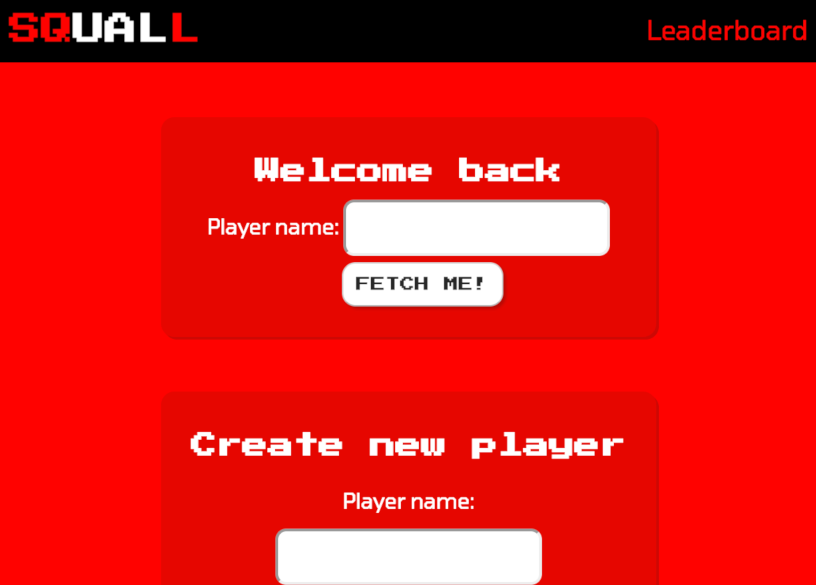 SQUALL
Leaderboard
Welcome back
Player name:
FETCH ME!
Create new player
Player name: